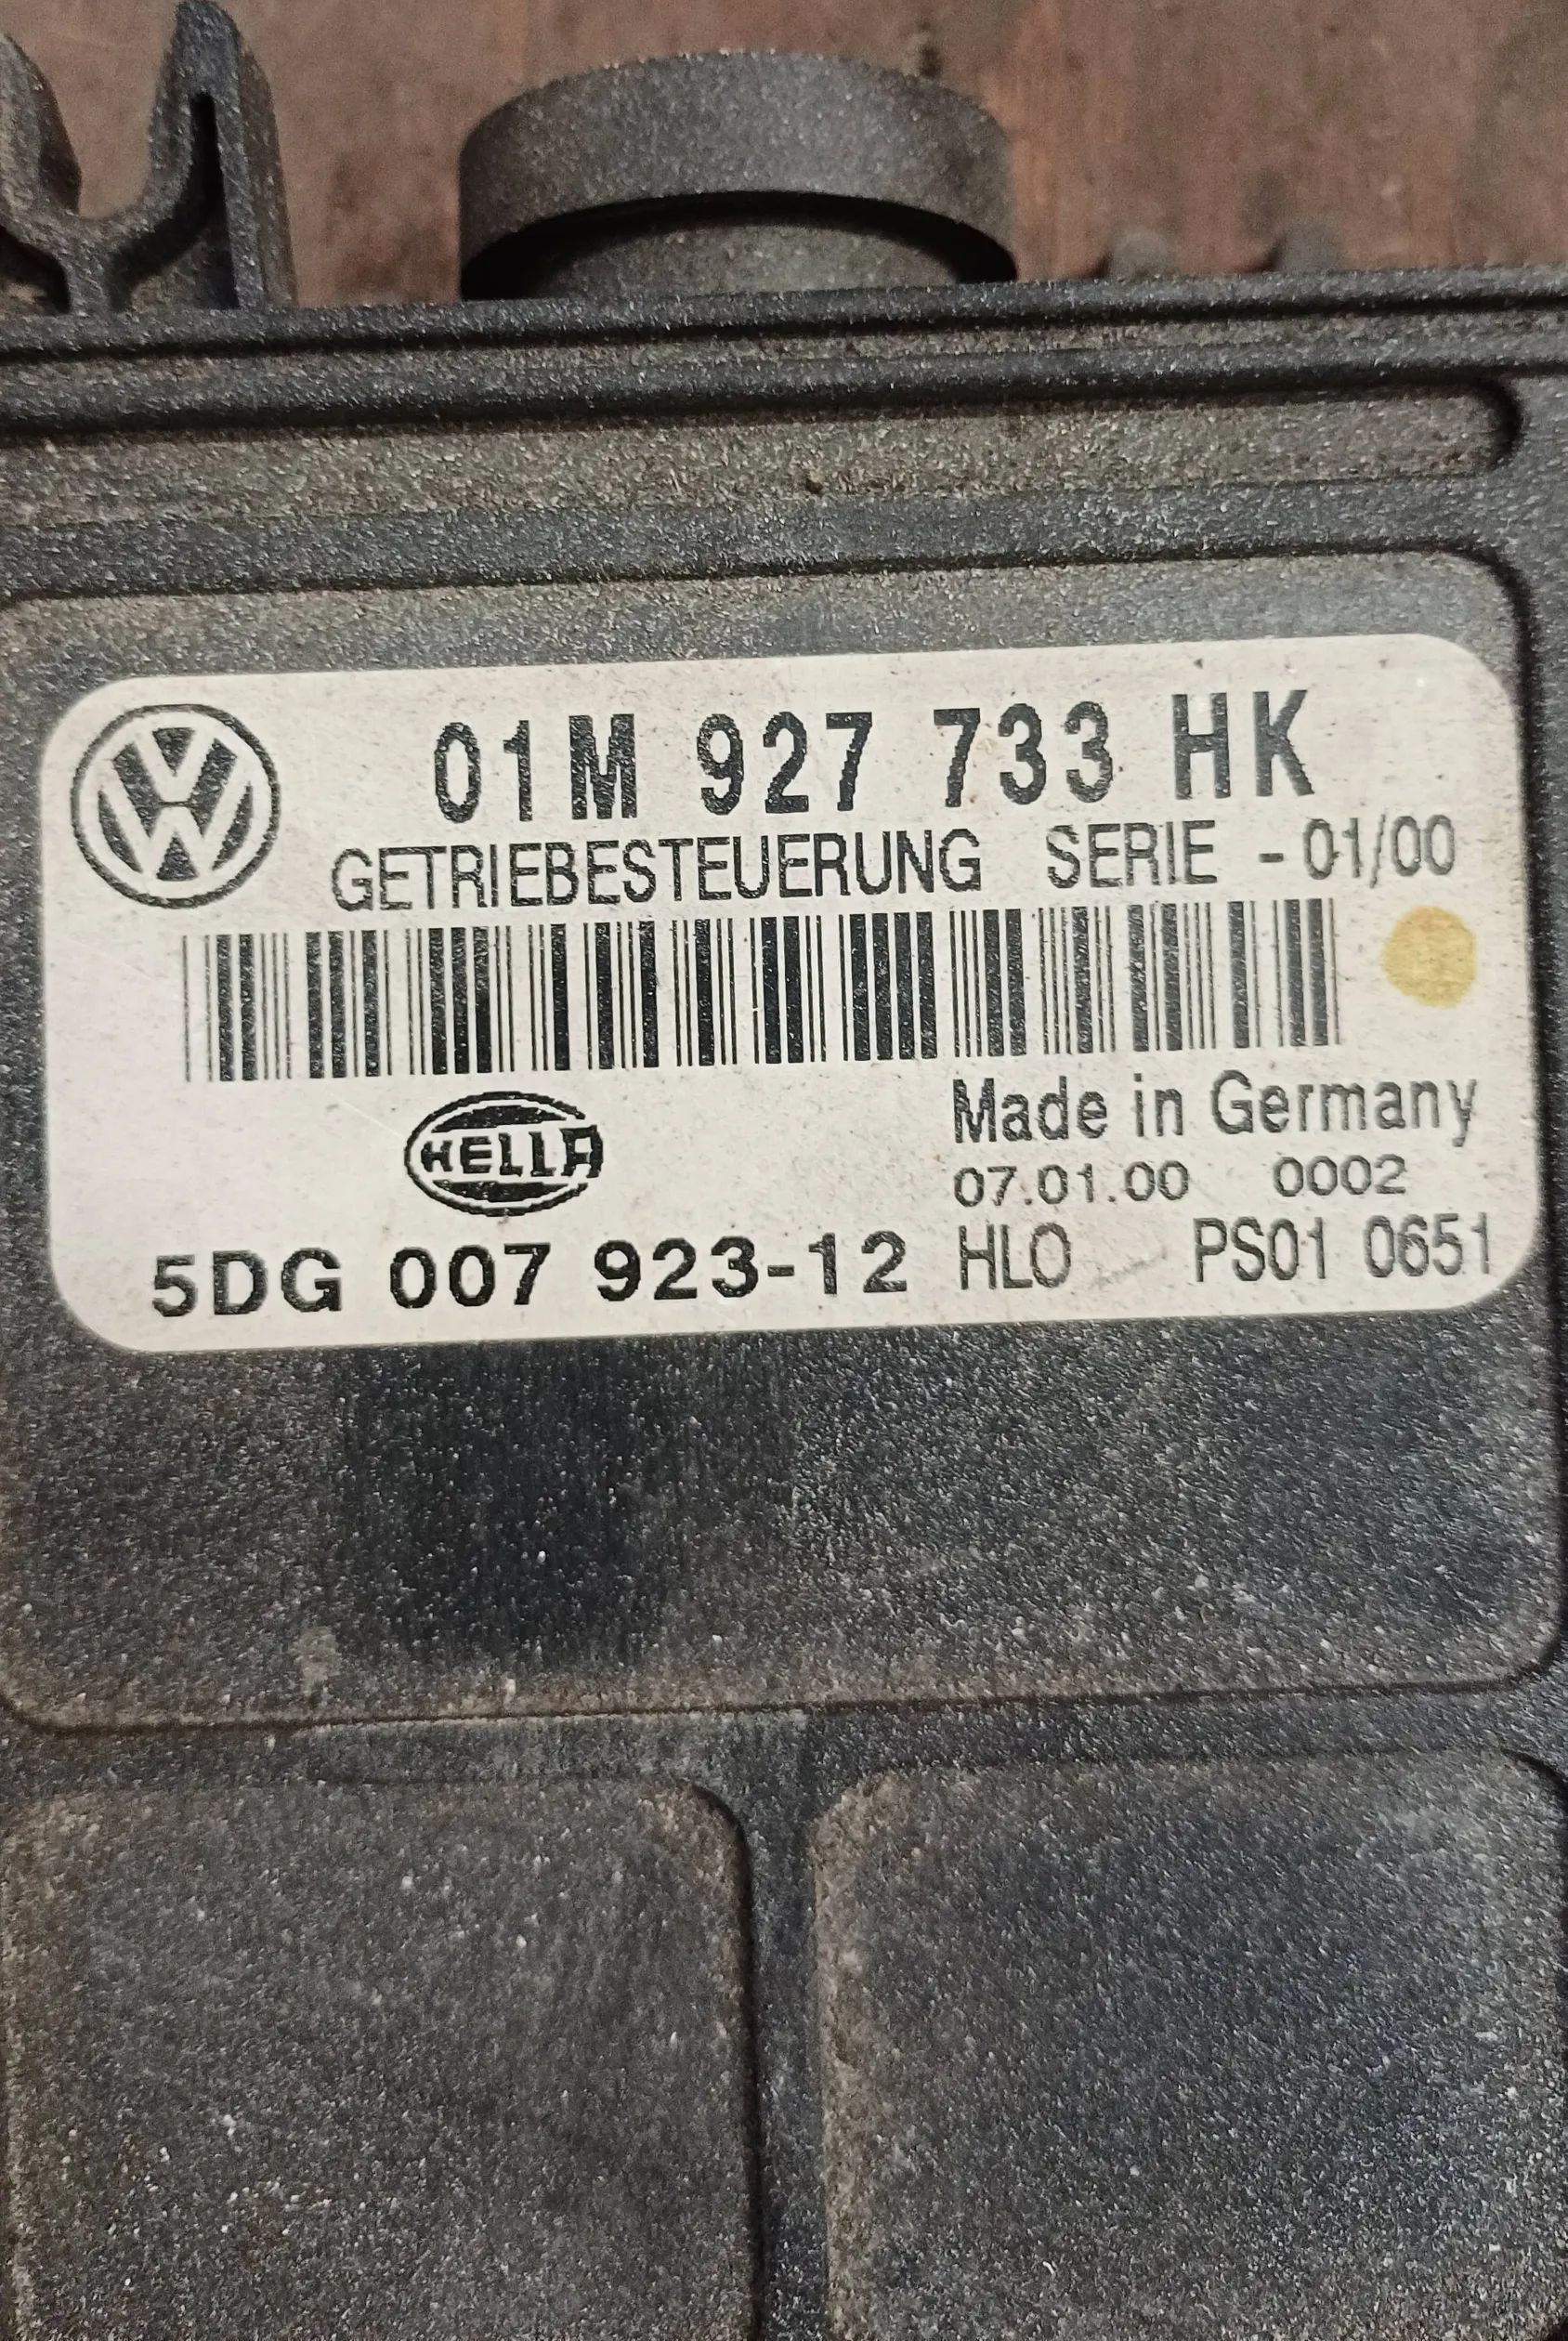 01M 927 733 HK
GETRIEBESTEUERUNG SERIE - 01/00
HELLA
Made in Germany
07.01.00 0002
5DG 007 923-12 HLO PS01 0651